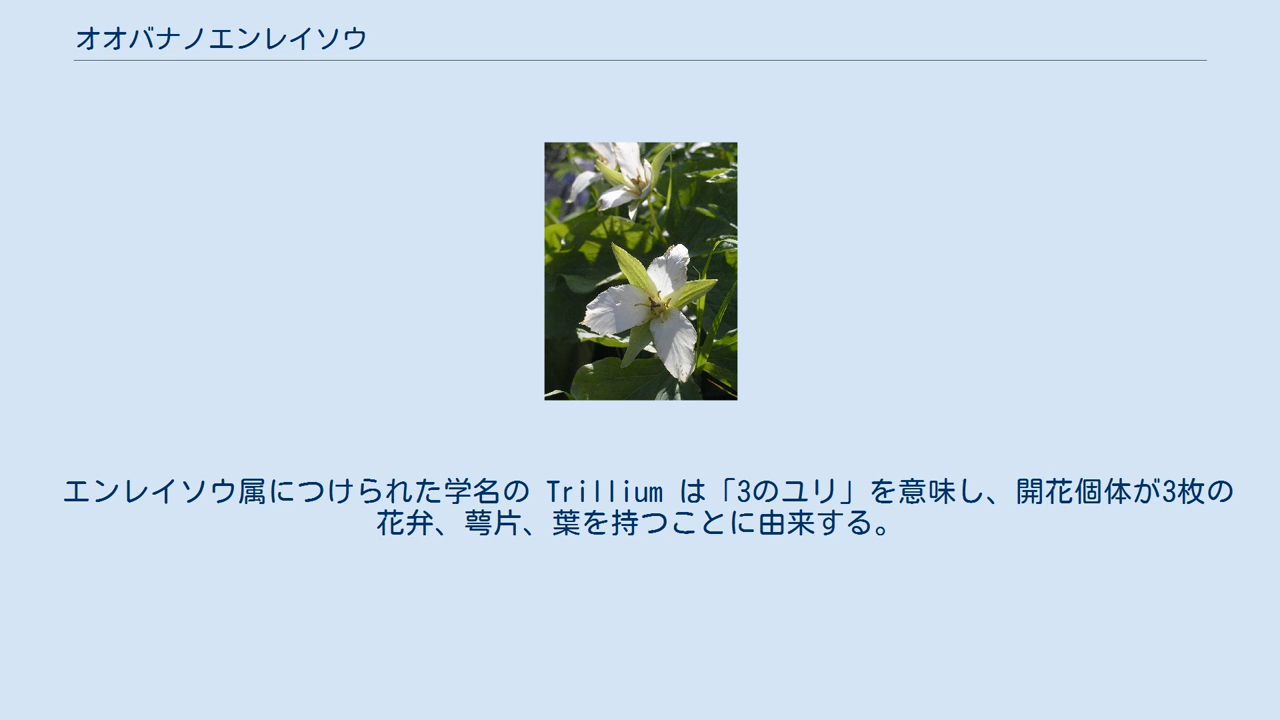 オオバナノエンレイソウ
エンレイソウ属につけられた学名の Trillium は「3のユリ」を意味し、開花個体が3枚の
花弁、萼片、葉を持つことに由来する。